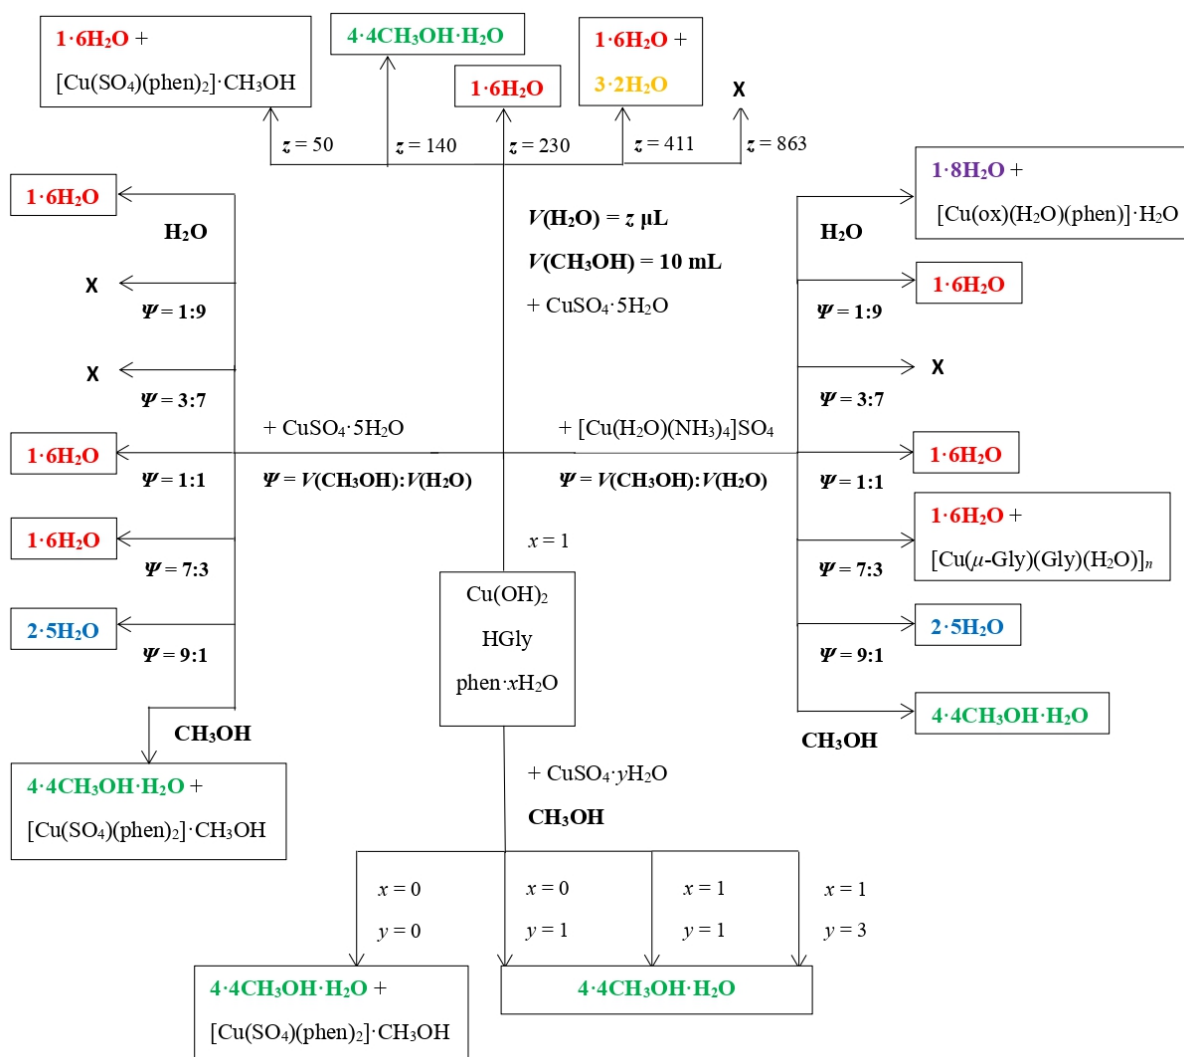 1·6H₂O +
[Cu(SO₄)(phen)₂]·CH₃OH
4·4CH₃OH·H₂O
1·6H₂O
1·6H₂O +
3·2H₂O
X
z = 50
z = 140
z = 230
z = 411
z = 863
V(H₂O) = z μL
V(CH₃OH) = 10 mL
+ CuSO₄·5H₂O
1·6H₂O
H₂O
X
Ψ = 1:9
X
Ψ = 3:7
1·6H₂O
Ψ = 1:1
1·6H₂O
Ψ = 7:3
2·5H₂O
Ψ = 9:1
CH₃OH
4·4CH₃OH·H₂O +
[Cu(SO₄)(phen)₂]·CH₃OH
+ CuSO₄·5H₂O
Ψ = V(CH₃OH):V(H₂O)
+ [Cu(H₂O)(NH₃)₄]SO₄
Ψ = V(CH₃OH):V(H₂O)
1·8H₂O +
[Cu(ox)(H₂O)(phen)]·H₂O
H₂O
1·6H₂O
Ψ = 1:9
X
Ψ = 3:7
1·6H₂O
Ψ = 1:1
1·6H₂O +
[Cu(μ-Gly)(Gly)(H₂O)]ₙ
Ψ = 7:3
2·5H₂O
Ψ = 9:1
4·4CH₃OH·H₂O
CH₃OH
x = 1
Cu(OH)₂
HGly
phen·xH₂O
+ CuSO₄·yH₂O
CH₃OH
x = 0
y = 0
x = 0
y = 1
x = 1
y = 1
x = 1
y = 3
4·4CH₃OH·H₂O +
[Cu(SO₄)(phen)₂]·CH₃OH
4·4CH₃OH·H₂O